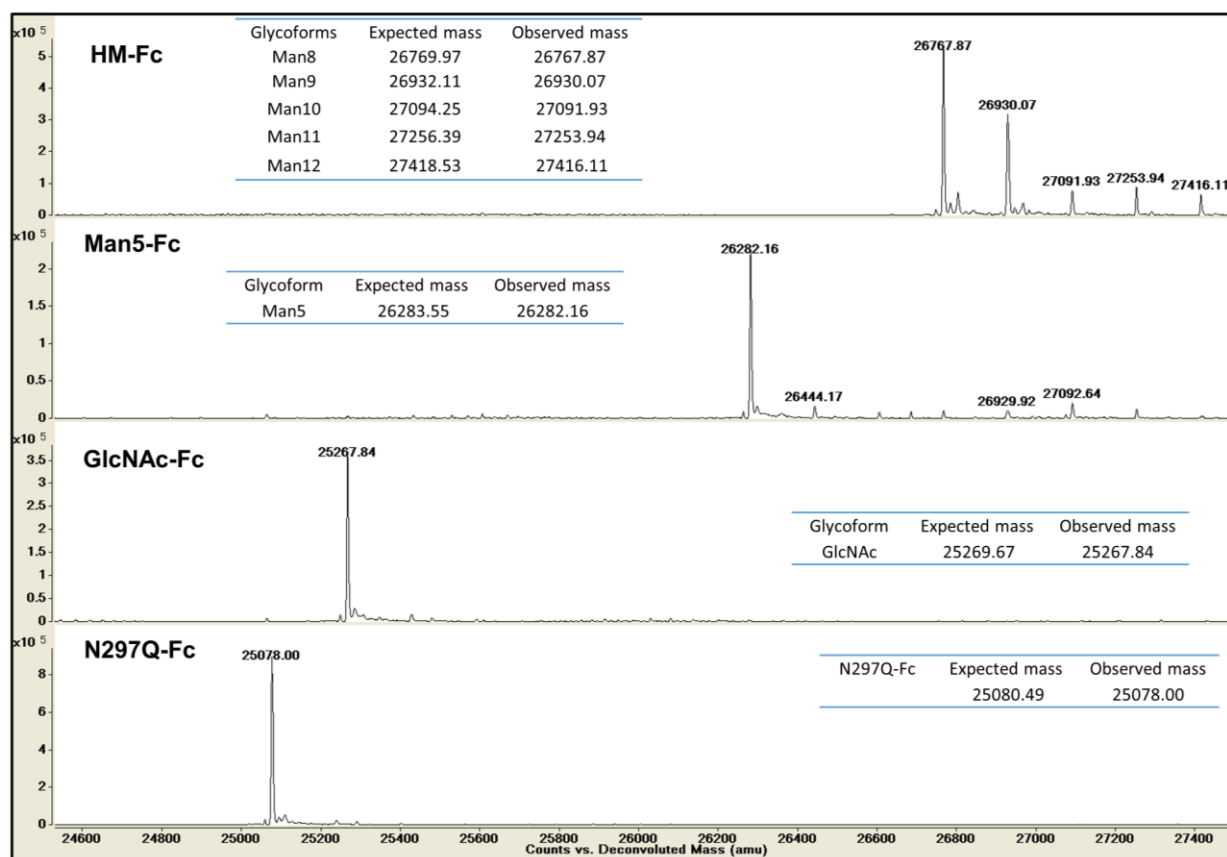 x10 5
HM-Fc
Glycoforms Expected mass Observed mass
Man8 26769.97 26767.87
Man9 26932.11 26930.07
Man10 27094.25 27091.93
Man11 27256.39 27253.94
Man12 27418.53 27416.11
5
4
3
2
1
0
26767.87
26930.07
27091.93
27253.94
27416.11
x10 5
Man5-Fc
Glycoform Expected mass Observed mass
Man5 26283.55 26282.16
2
1.5
1
0.5
0
26282.16
26444.17
26929.92
27092.64
x10 5
GlcNAc-Fc
Glycoform Expected mass Observed mass
GlcNAc 25269.67 25267.84
3.5
3
2.5
2
1.5
1
0.5
0
25267.84
x10 5
N297Q-Fc
N297Q-Fc Expected mass Observed mass
25080.49 25078.00
8
6
4
2
0
25078.00
24600 24800 25000 25200 25400 25600 25800 26000 26200 26400 26600 26800 27000 27200 27400
Counts vs. Deconvoluted Mass (amu)